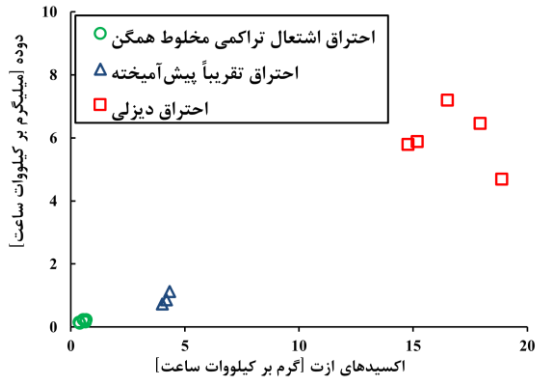 10
8
6
4
2
0
دوده [میلیگرم بر کیلووات ساعت]
احتراق اشتعال تراکمی مخلوط همگن
احتراق تقریباً پیش‌آمیخته
احتراق دیزلی
0 5 10 15 20
اکسیدهای ازت [گرم بر کیلووات ساعت]